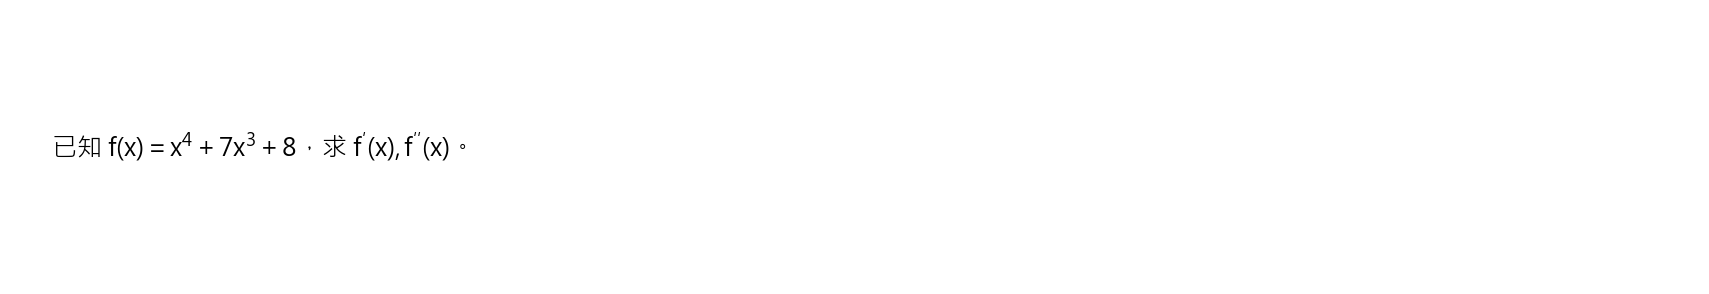 已知 f(x) = x⁴ + 7x³ + 8，求 f′(x), f′′(x)。